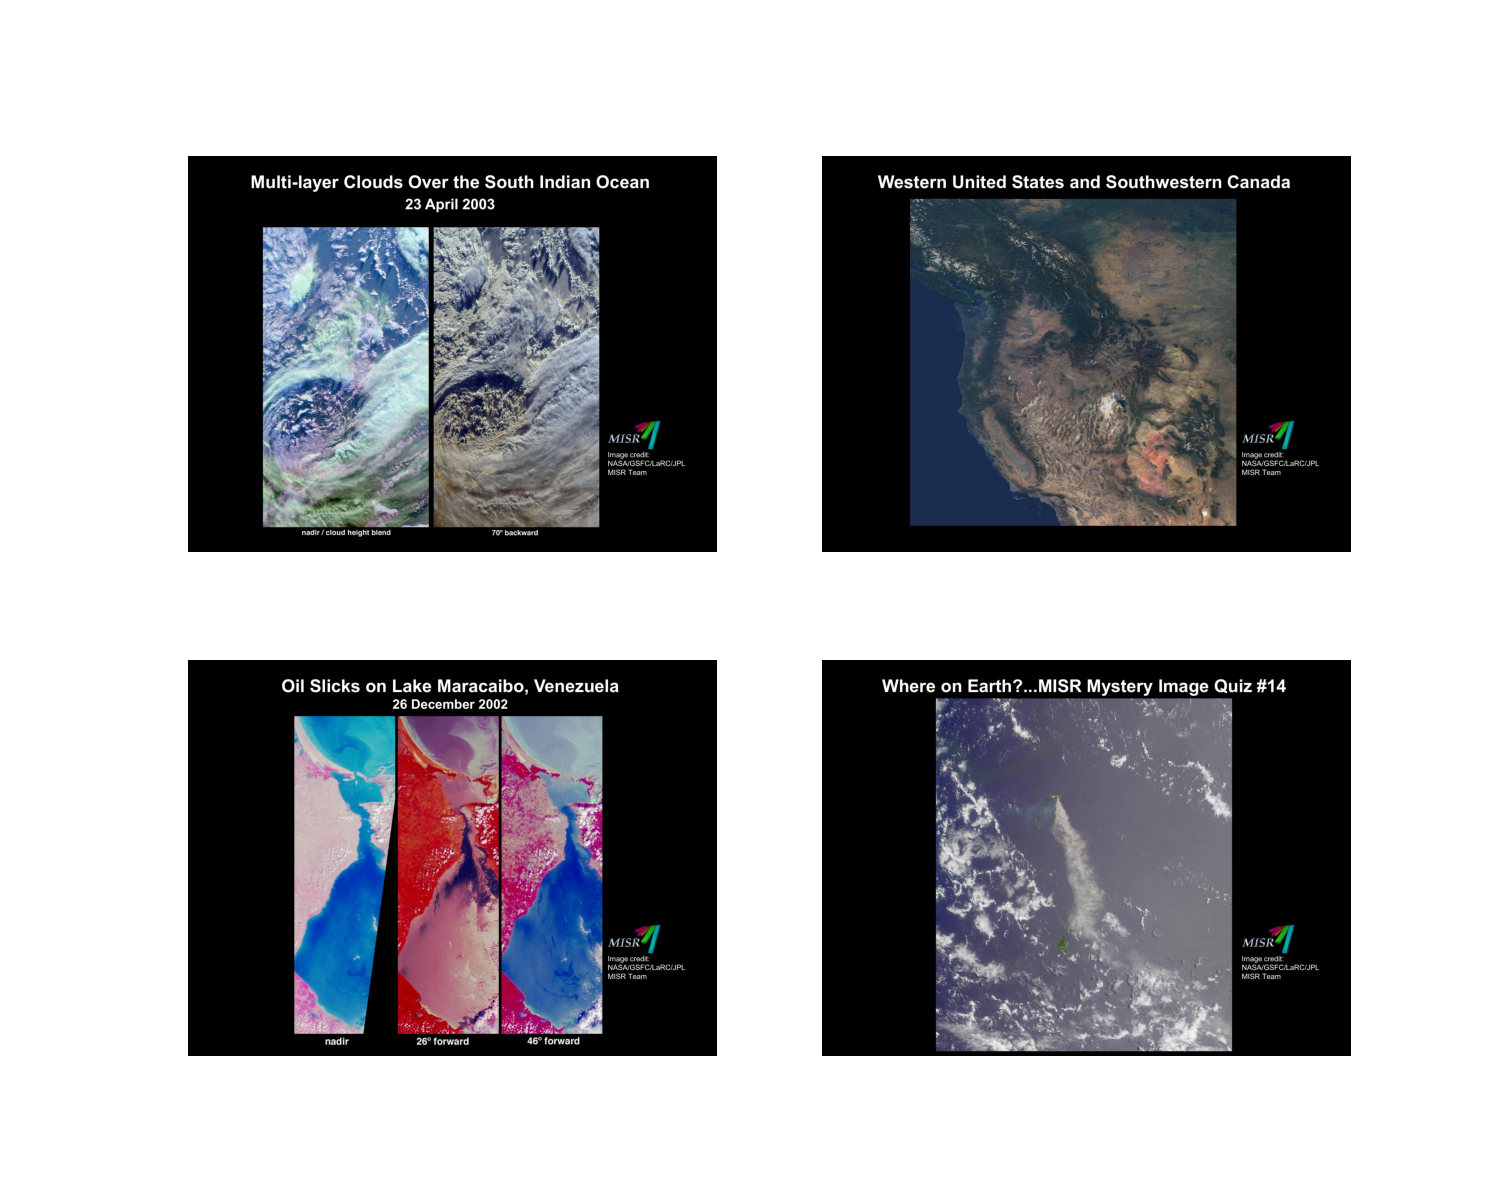 Multi-layer Clouds Over the South Indian Ocean
23 April 2003
MISR
Image credit:
NASA/GSFC/LaRC/JPL
MISR Team
nadir / cloud height blend
70º backward
Western United States and Southwestern Canada
MISR
Image credit:
NASA/GSFC/LaRC/JPL
MISR Team
Oil Slicks on Lake Maracaibo, Venezuela
26 December 2002
MISR
Image credit:
NASA/GSFC/LaRC/JPL
MISR Team
nadir
26º forward
46º forward
Where on Earth?...MISR Mystery Image Quiz #14
MISR
Image credit:
NASA/GSFC/LaRC/JPL
MISR Team